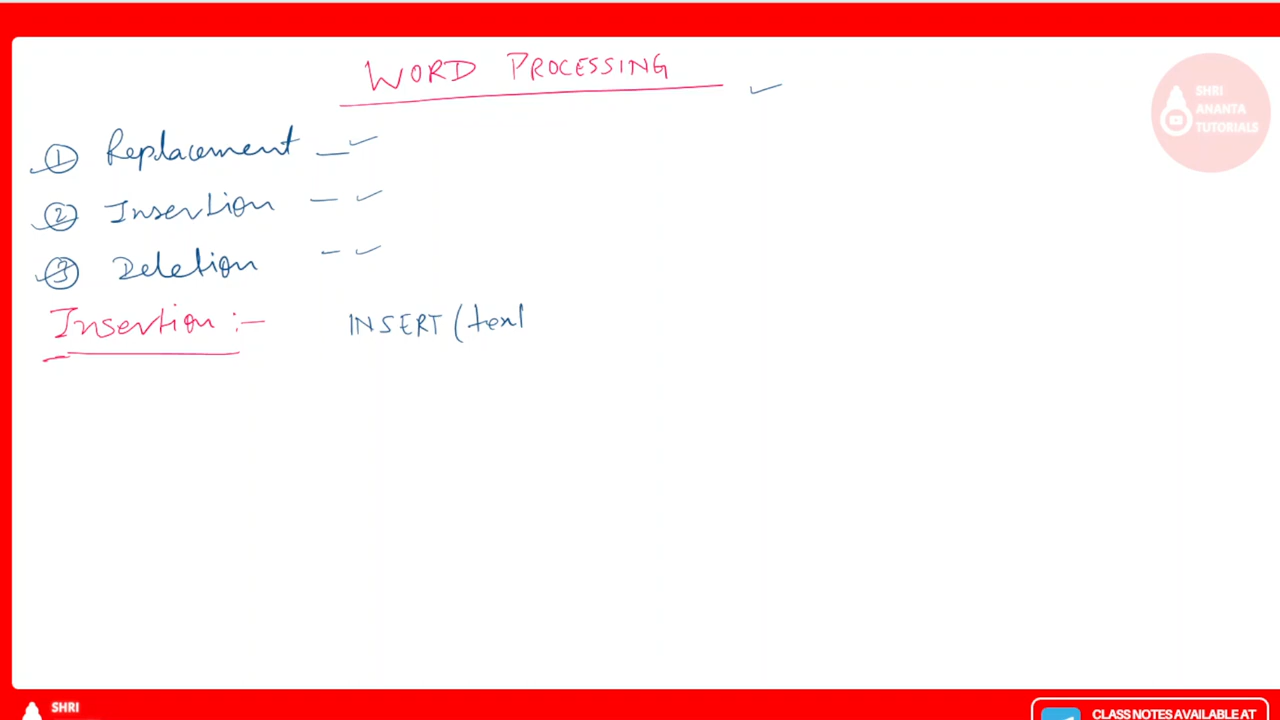 WORD PROCESSING
SHRI
ANANTA
TUTORIALS
① Replacement –
② Insertion –
③ Deletion –
Insertion :- INSERT (text
SHRI
CLASS NOTES AVAILABLE AT